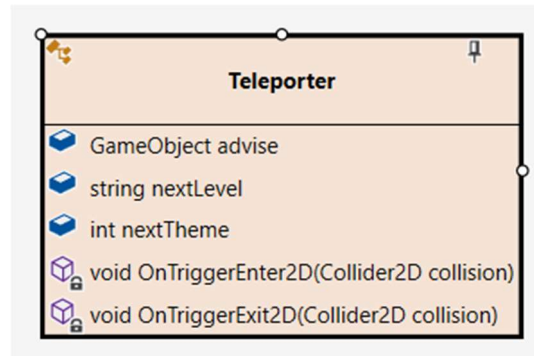 Teleporter
GameObject advise
string nextLevel
int nextTheme
void OnTriggerEnter2D(Collider2D collision)
void OnTriggerExit2D(Collider2D collision)